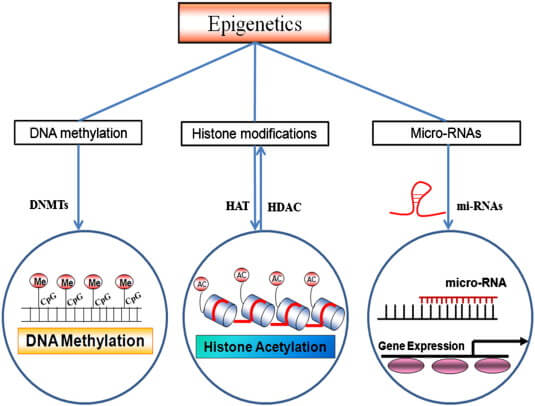 Epigenetics
DNA methylation
Histone modifications
Micro-RNAs
DNMTs
HAT
HDAC
mi-RNAs
Me Me Me Me
CpG CpG CpG CpG
DNA Methylation
AC AC AC AC
Histone Acetylation
micro-RNA
Gene Expression